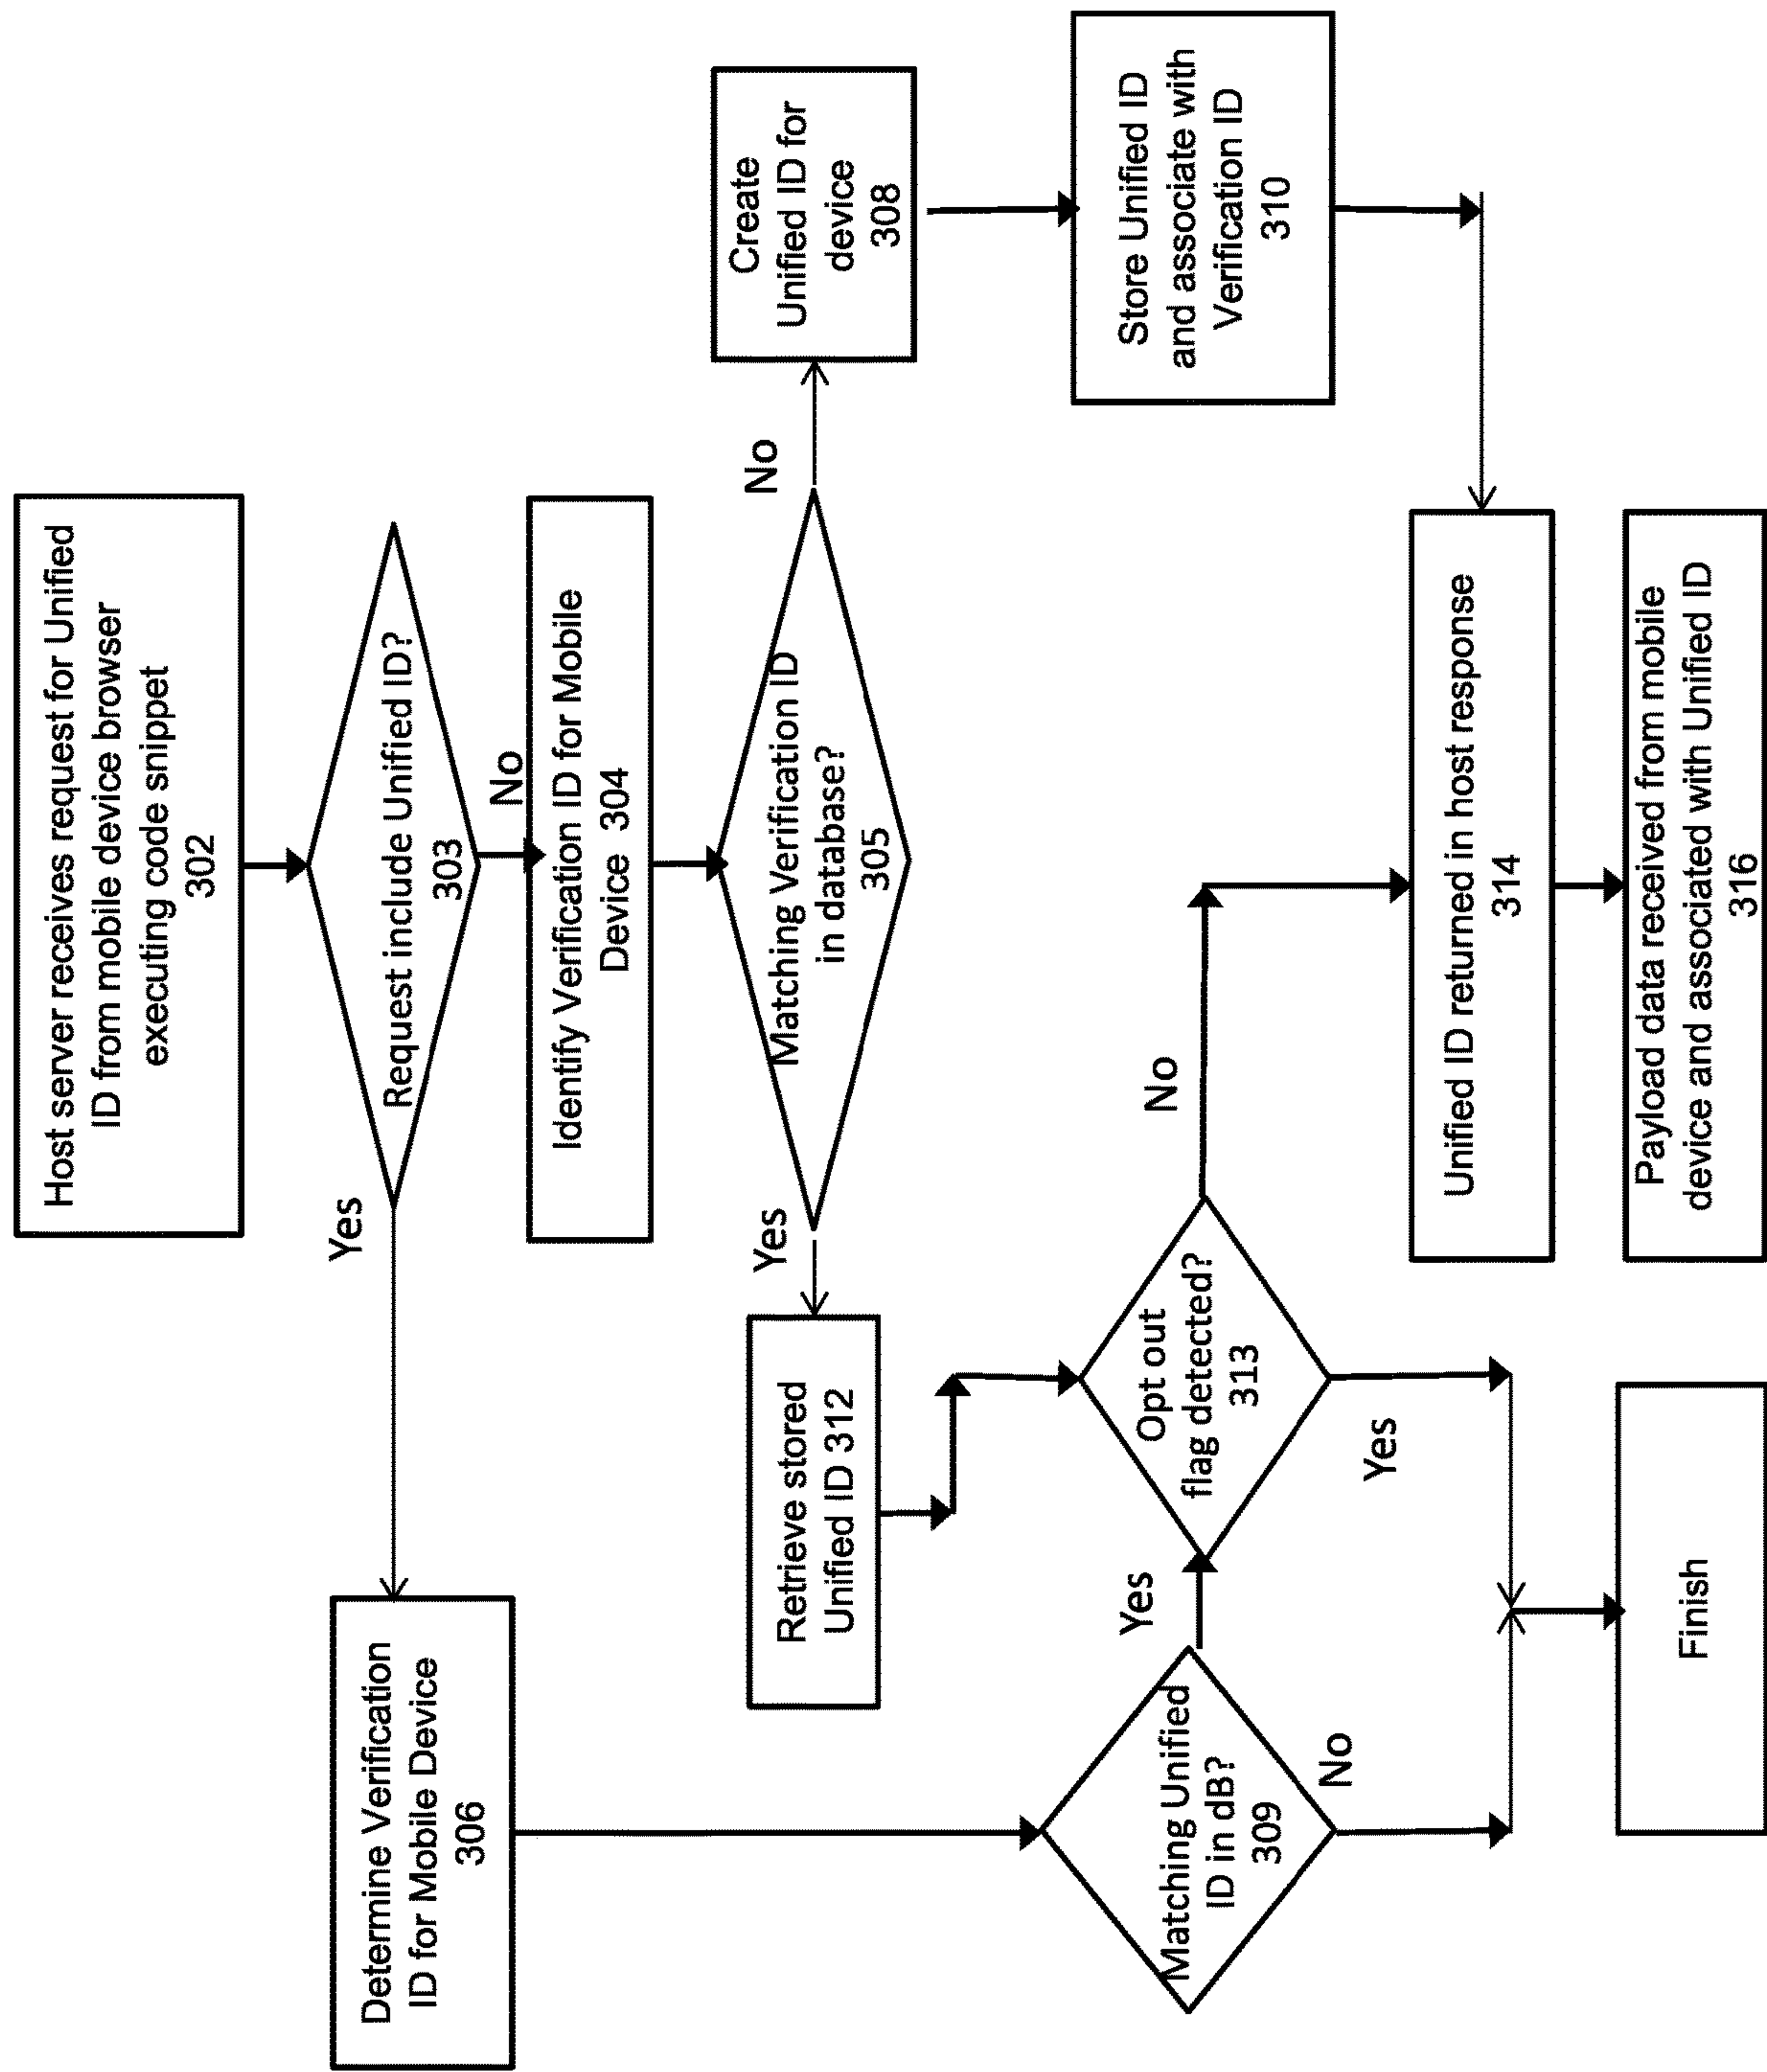 Host server receives request for Unified
ID from mobile device browser
executing code snippet
302
Request include Unified ID?
303
Yes
No
Determine Verification
ID for Mobile Device
306
Identify Verification ID for Mobile
Device 304
Matching Verification ID
in database?
305
Yes
No
Retrieve stored
Unified ID 312
Create
Unified ID for
device
308
Store Unified ID
and associate with
Verification ID
310
Matching Unified
ID in dB?
309
Yes
No
Opt out
flag detected?
313
No
Yes
Unified ID returned in host response
314
Payload data received from mobile
device and associated with Unified ID
316
Finish